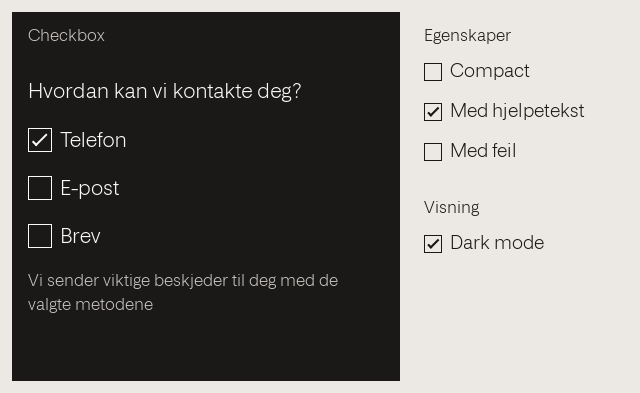 Checkbox
Hvordan kan vi kontakte deg?
Telefon
E-post
Brev
Vi sender viktige beskjeder til deg med de
valgte metodene
Egenskaper
Compact
Med hjelpetekst
Med feil
Visning
Dark mode